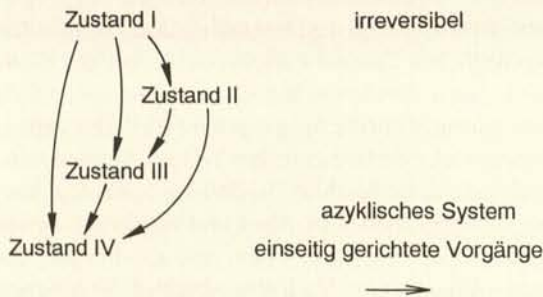 Zustand I
irreversibel
Zustand II
Zustand III
azyklisches System
Zustand IV
einseitig gerichtete Vorgänge